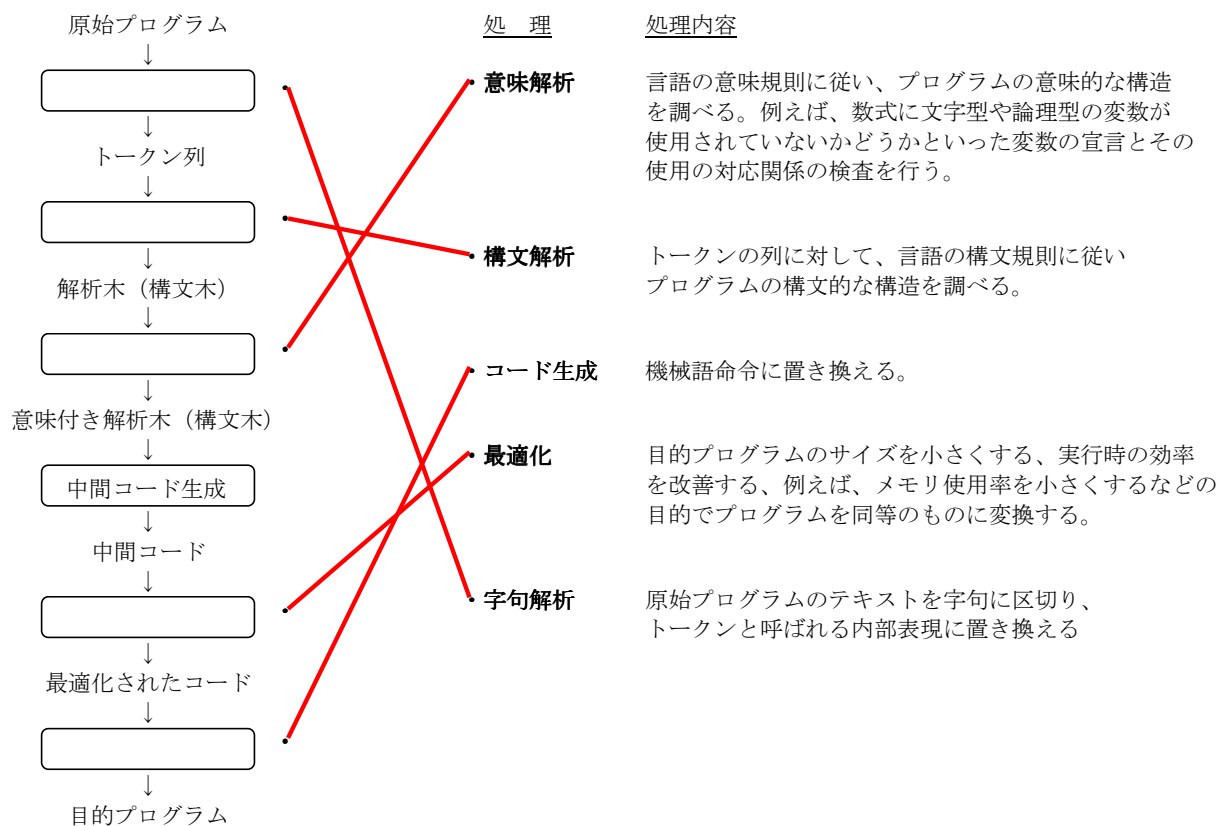 原始プログラム
↓
↓
トークン列
↓
↓
解析木（構文木）
↓
↓
意味付き解析木（構文木）
↓
中間コード生成
↓
中間コード
↓
↓
最適化されたコード
↓
↓
目的プログラム
処　理
処理内容
・意味解析
言語の意味規則に従い、プログラムの意味的な構造
を調べる。例えば、数式に文字型や論理型の変数が
使用されていないかどうかといった変数の宣言とその
使用の対応関係の検査を行う。
・構文解析
トークンの列に対して、言語の構文規則に従い
プログラムの構文的な構造を調べる。
・コード生成
機械語命令に置き換える。
・最適化
目的プログラムのサイズを小さくする、実行時の効率
を改善する、例えば、メモリ使用率を小さくするなどの
目的でプログラムを同等のものに変換する。
・字句解析
原始プログラムのテキストを字句に区切り、
トークンと呼ばれる内部表現に置き換える